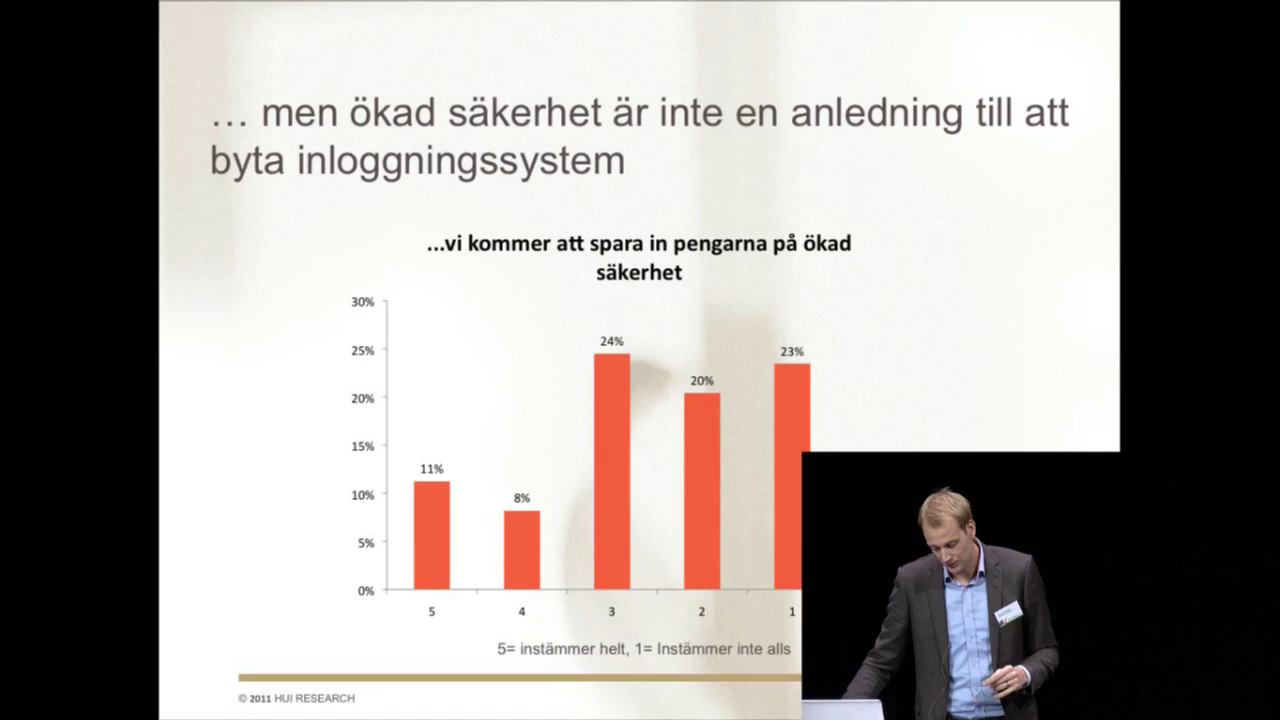 ... men ökad säkerhet är inte en anledning till att
byta inloggningssystem
...vi kommer att spara in pengarna på ökad
säkerhet
30%
25%
20%
15%
10%
5%
0%
11%
8%
24%
20%
23%
5 4 3 2 1
5= instämmer helt, 1= Instämmer inte alls
© 2011 HUI RESEARCH